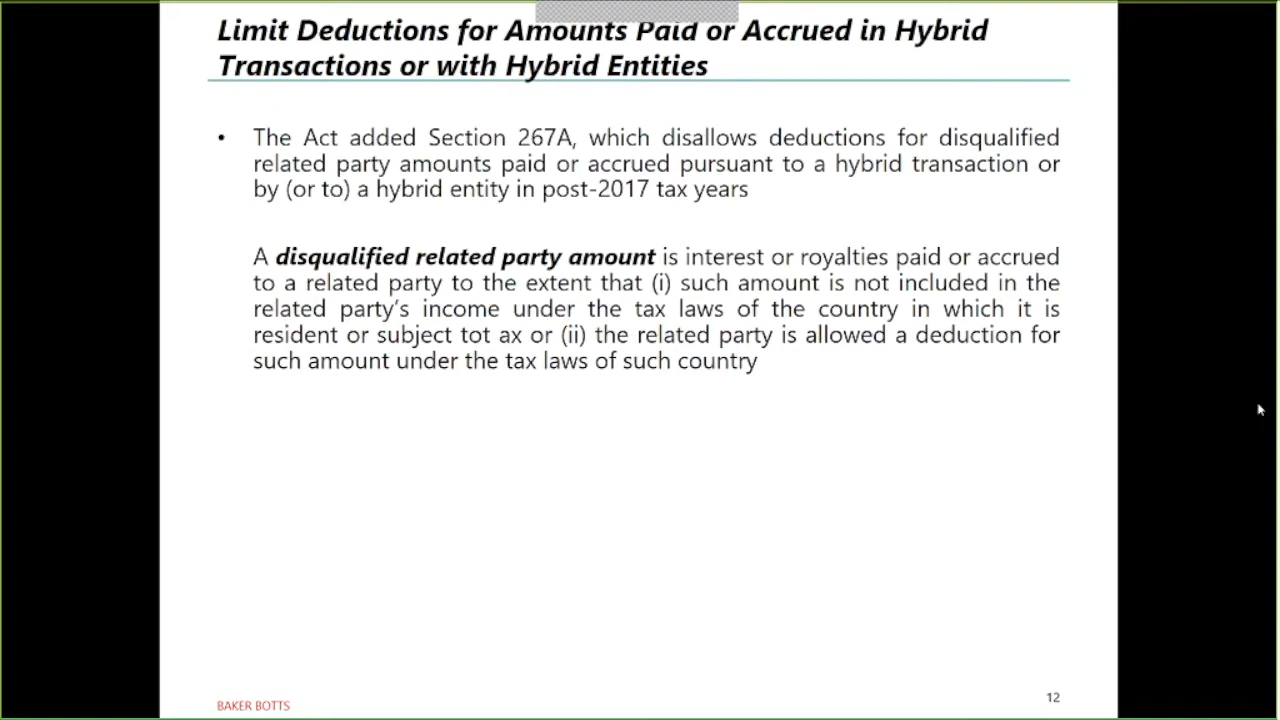 Limit Deductions for Amounts Paid or Accrued in Hybrid
Transactions or with Hybrid Entities
• The Act added Section 267A, which disallows deductions for disqualified
related party amounts paid or accrued pursuant to a hybrid transaction or
by (or to) a hybrid entity in post-2017 tax years
A disqualified related party amount is interest or royalties paid or accrued
to a related party to the extent that (i) such amount is not included in the
related party’s income under the tax laws of the country in which it is
resident or subject tot ax or (ii) the related party is allowed a deduction for
such amount under the tax laws of such country
BAKER BOTTS
12